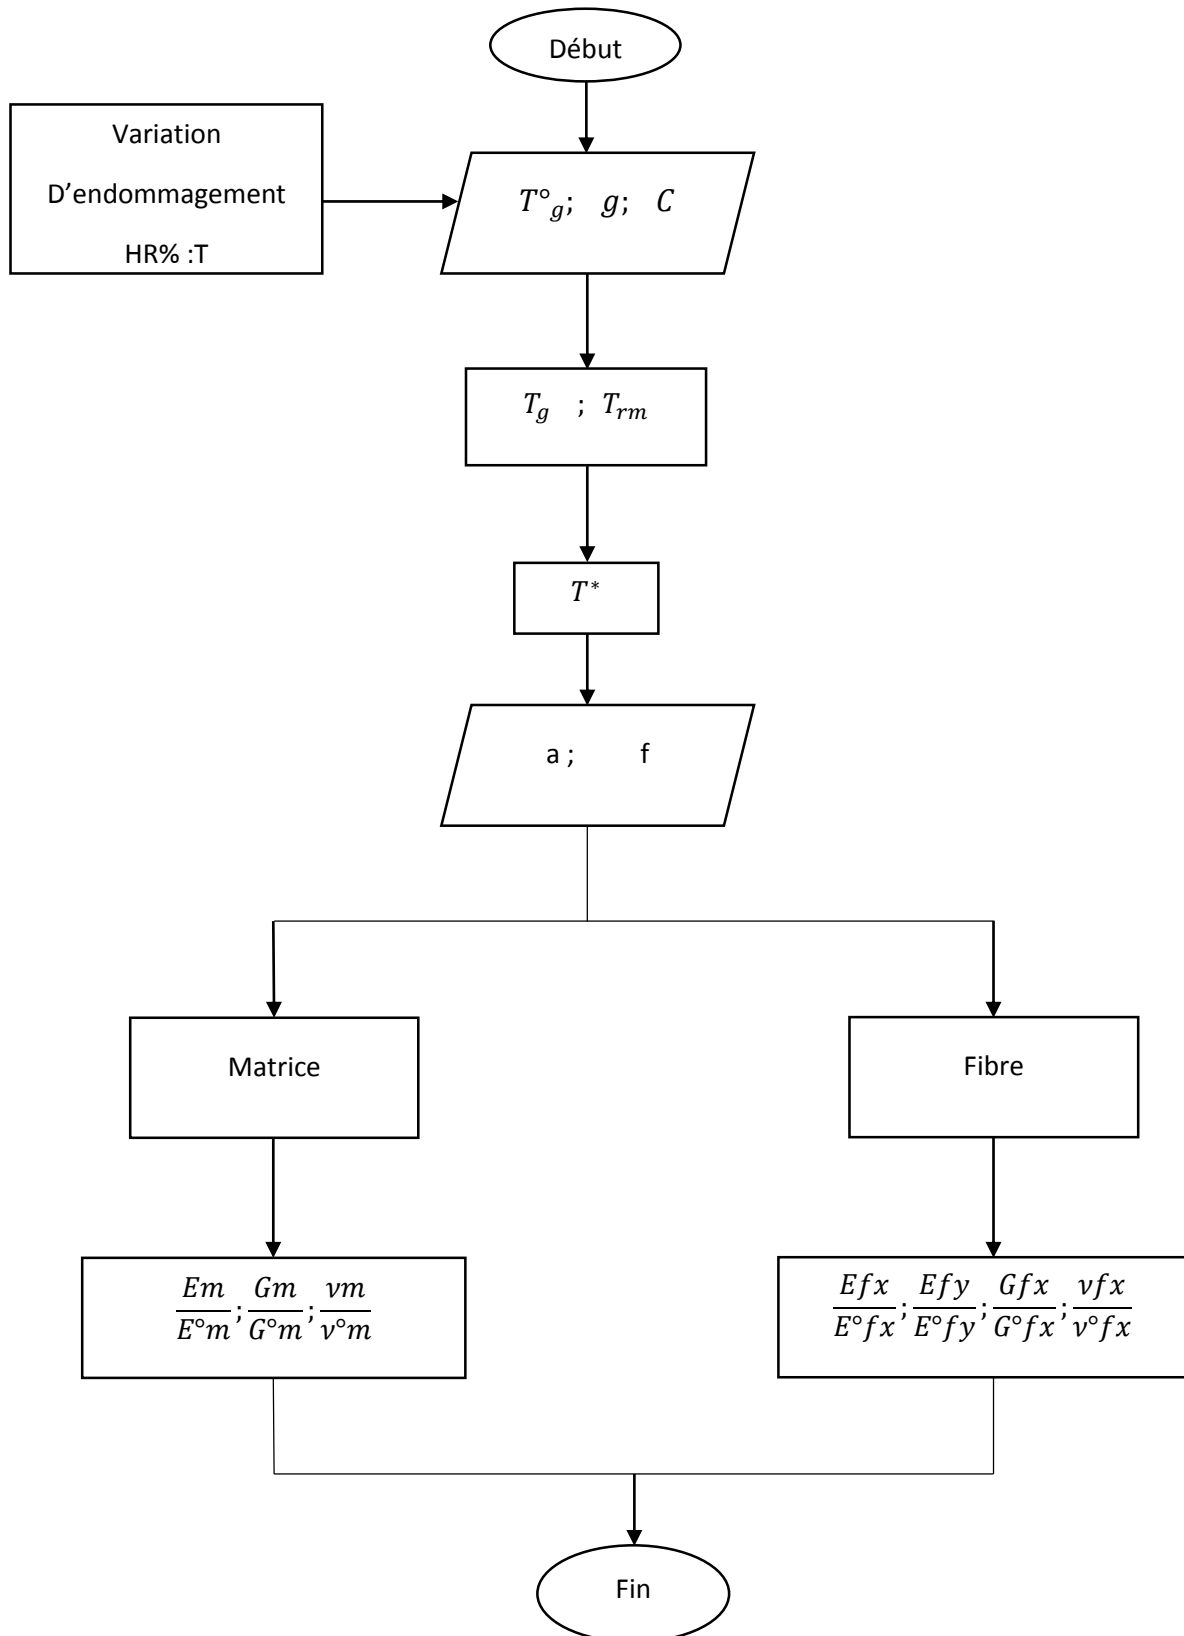 Début
Variation
D’endommagement
HR% :T
T°g; g; C
Tg ; Trm
T*
a ; f
Matrice
Fibre
Em/E°m; Gm/G°m; νm/ν°m
Efx/E°fx; Efy/E°fy; Gfx/G°fx; νfx/ν°fx
Fin